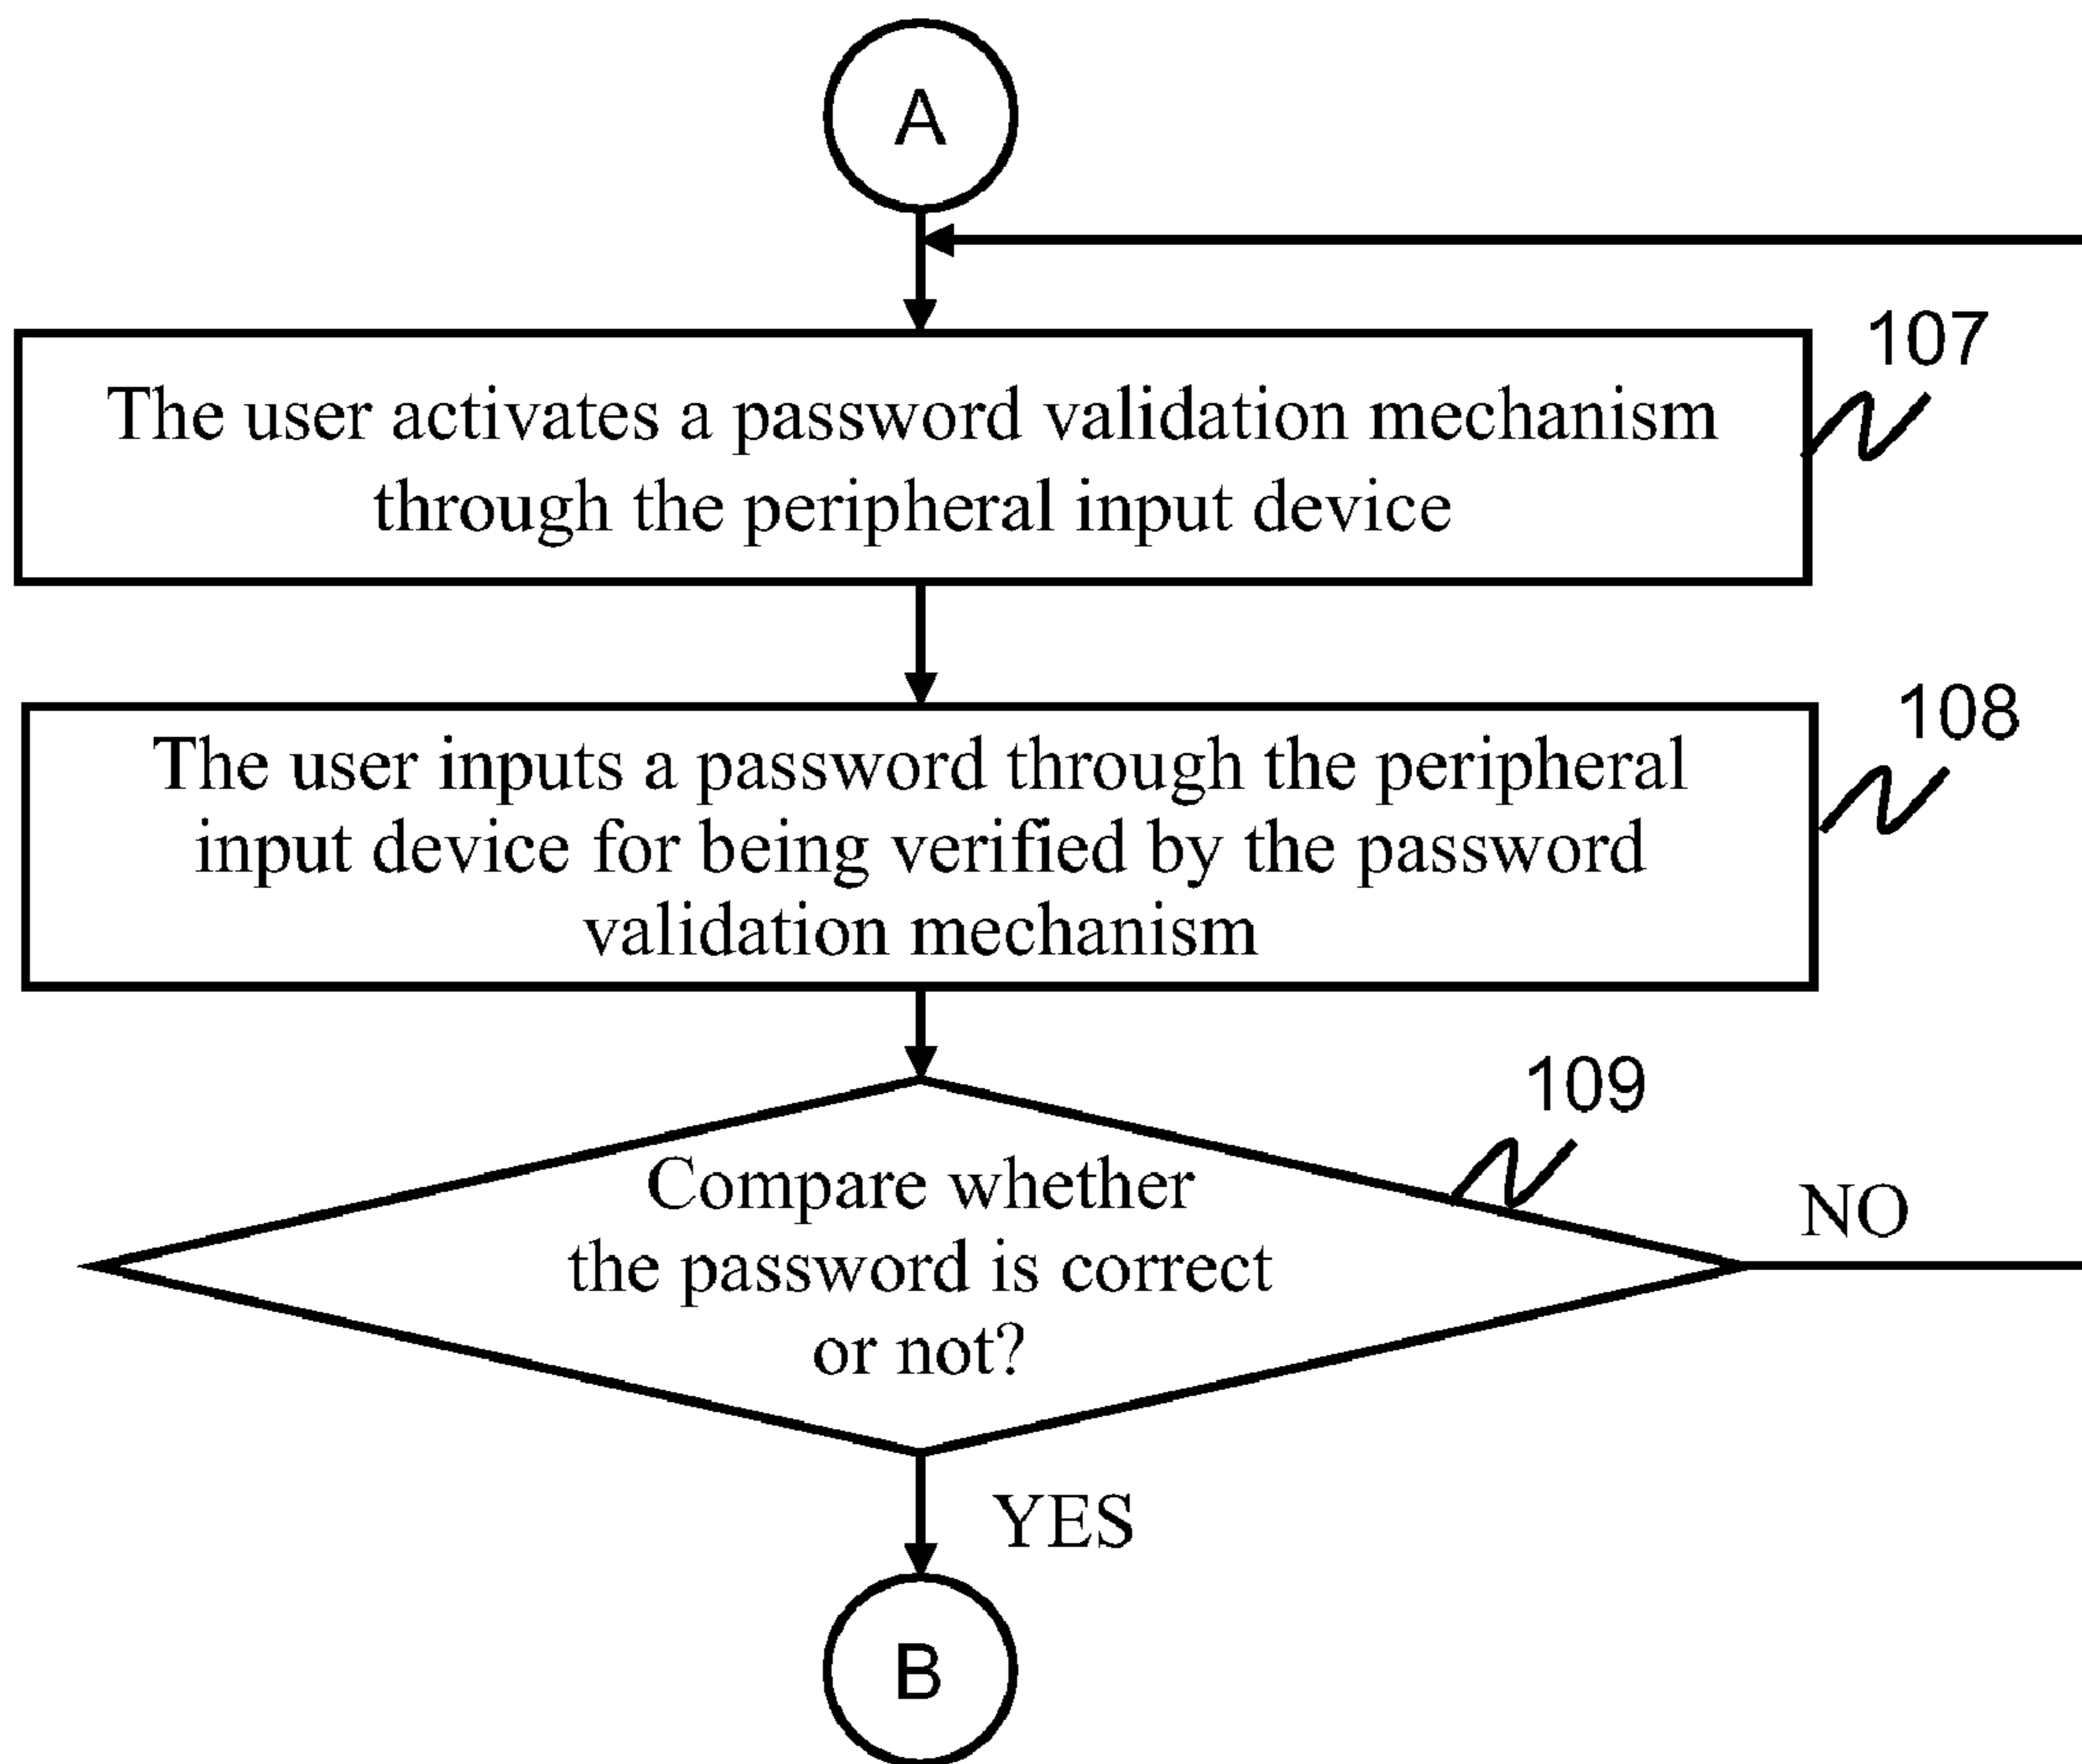 A
107
The user activates a password validation mechanism
through the peripheral input device
108
The user inputs a password through the peripheral
input device for being verified by the password
validation mechanism
109
Compare whether
the password is correct
or not?
NO
YES
B